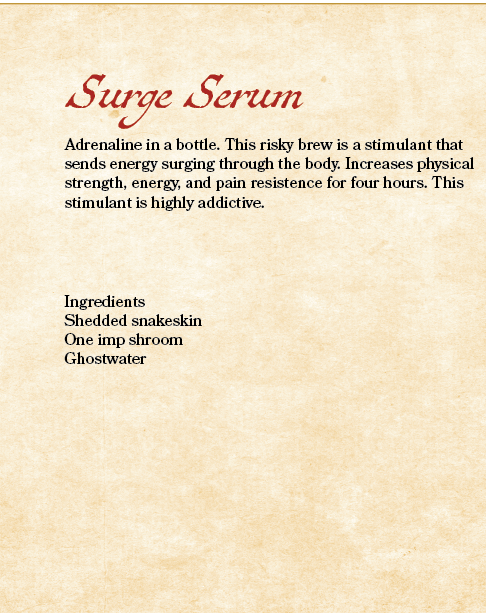 Surge Serum
Adrenaline in a bottle. This risky brew is a stimulant that
sends energy surging through the body. Increases physical
strength, energy, and pain resistence for four hours. This
stimulant is highly addictive.
Ingredients
Shedded snakeskin
One imp shroom
Ghostwater